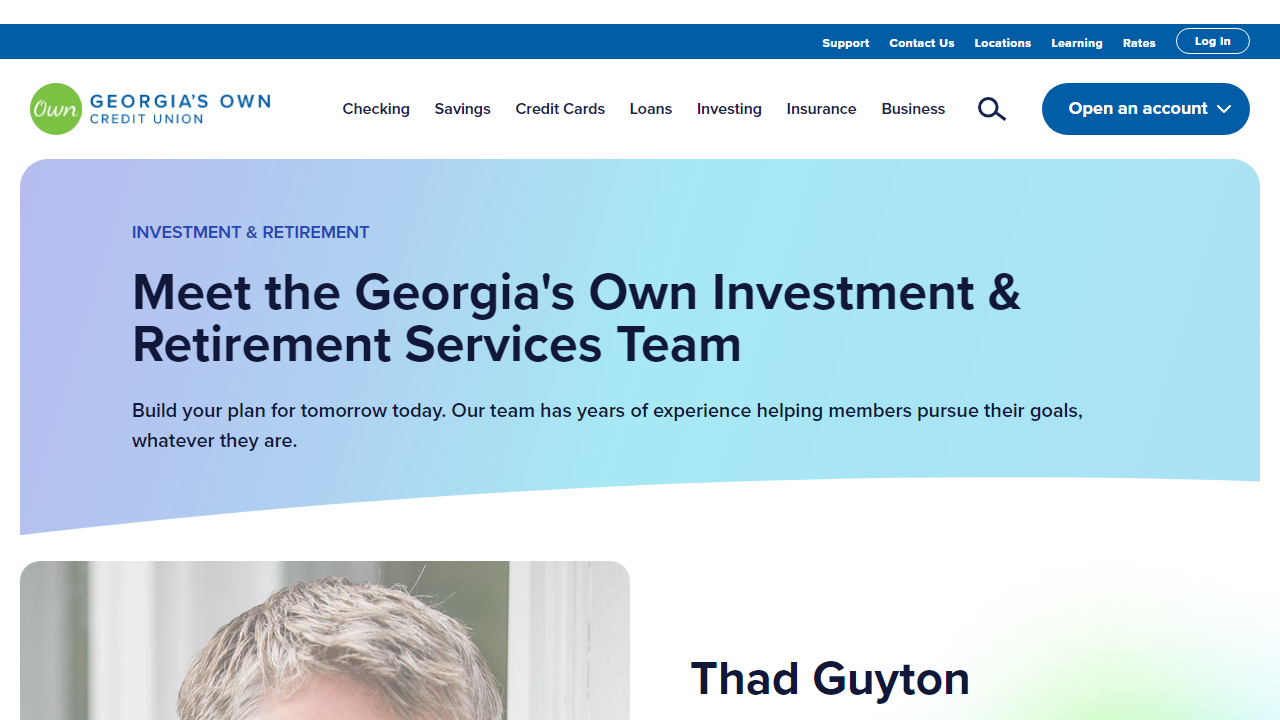 Support Contact Us Locations Learning Rates Log In
Own GEORGIA'S OWN
CREDIT UNION
Checking Savings Credit Cards Loans Investing Insurance Business Open an account
INVESTMENT & RETIREMENT
Meet the Georgia's Own Investment &
Retirement Services Team
Build your plan for tomorrow today. Our team has years of experience helping members pursue their goals,
whatever they are.
Thad Guyton